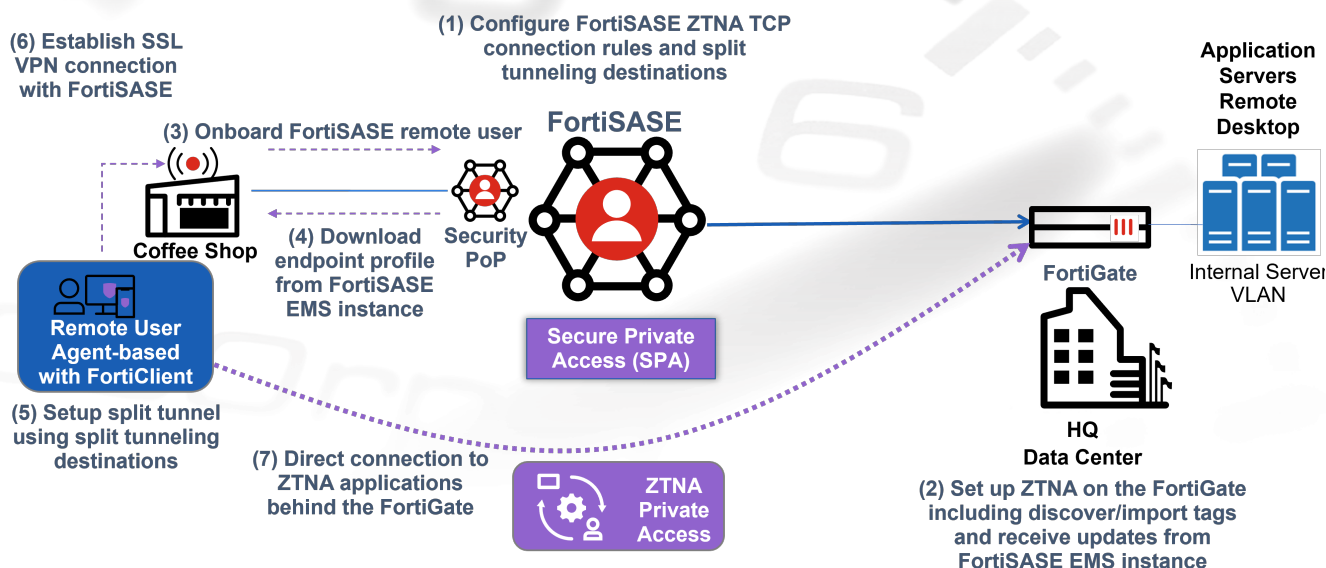 (1) Configure FortiSASE ZTNA TCP
connection rules and split
tunneling destinations
(6) Establish SSL
VPN connection
with FortiSASE
Application
Servers
Remote
Desktop
(3) Onboard FortiSASE remote user
FortiSASE
Coffee Shop
(4) Download
endpoint profile
from FortiSASE
EMS instance
Security
PoP
FortiGate
Internal Server
VLAN
Remote User
Agent-based
with FortiClient
Secure Private
Access (SPA)
(5) Setup split tunnel
using split tunneling
destinations
HQ
Data Center
(7) Direct connection to
ZTNA applications
behind the FortiGate
ZTNA
Private
Access
(2) Set up ZTNA on the FortiGate
including discover/import tags
and receive updates from
FortiSASE EMS instance